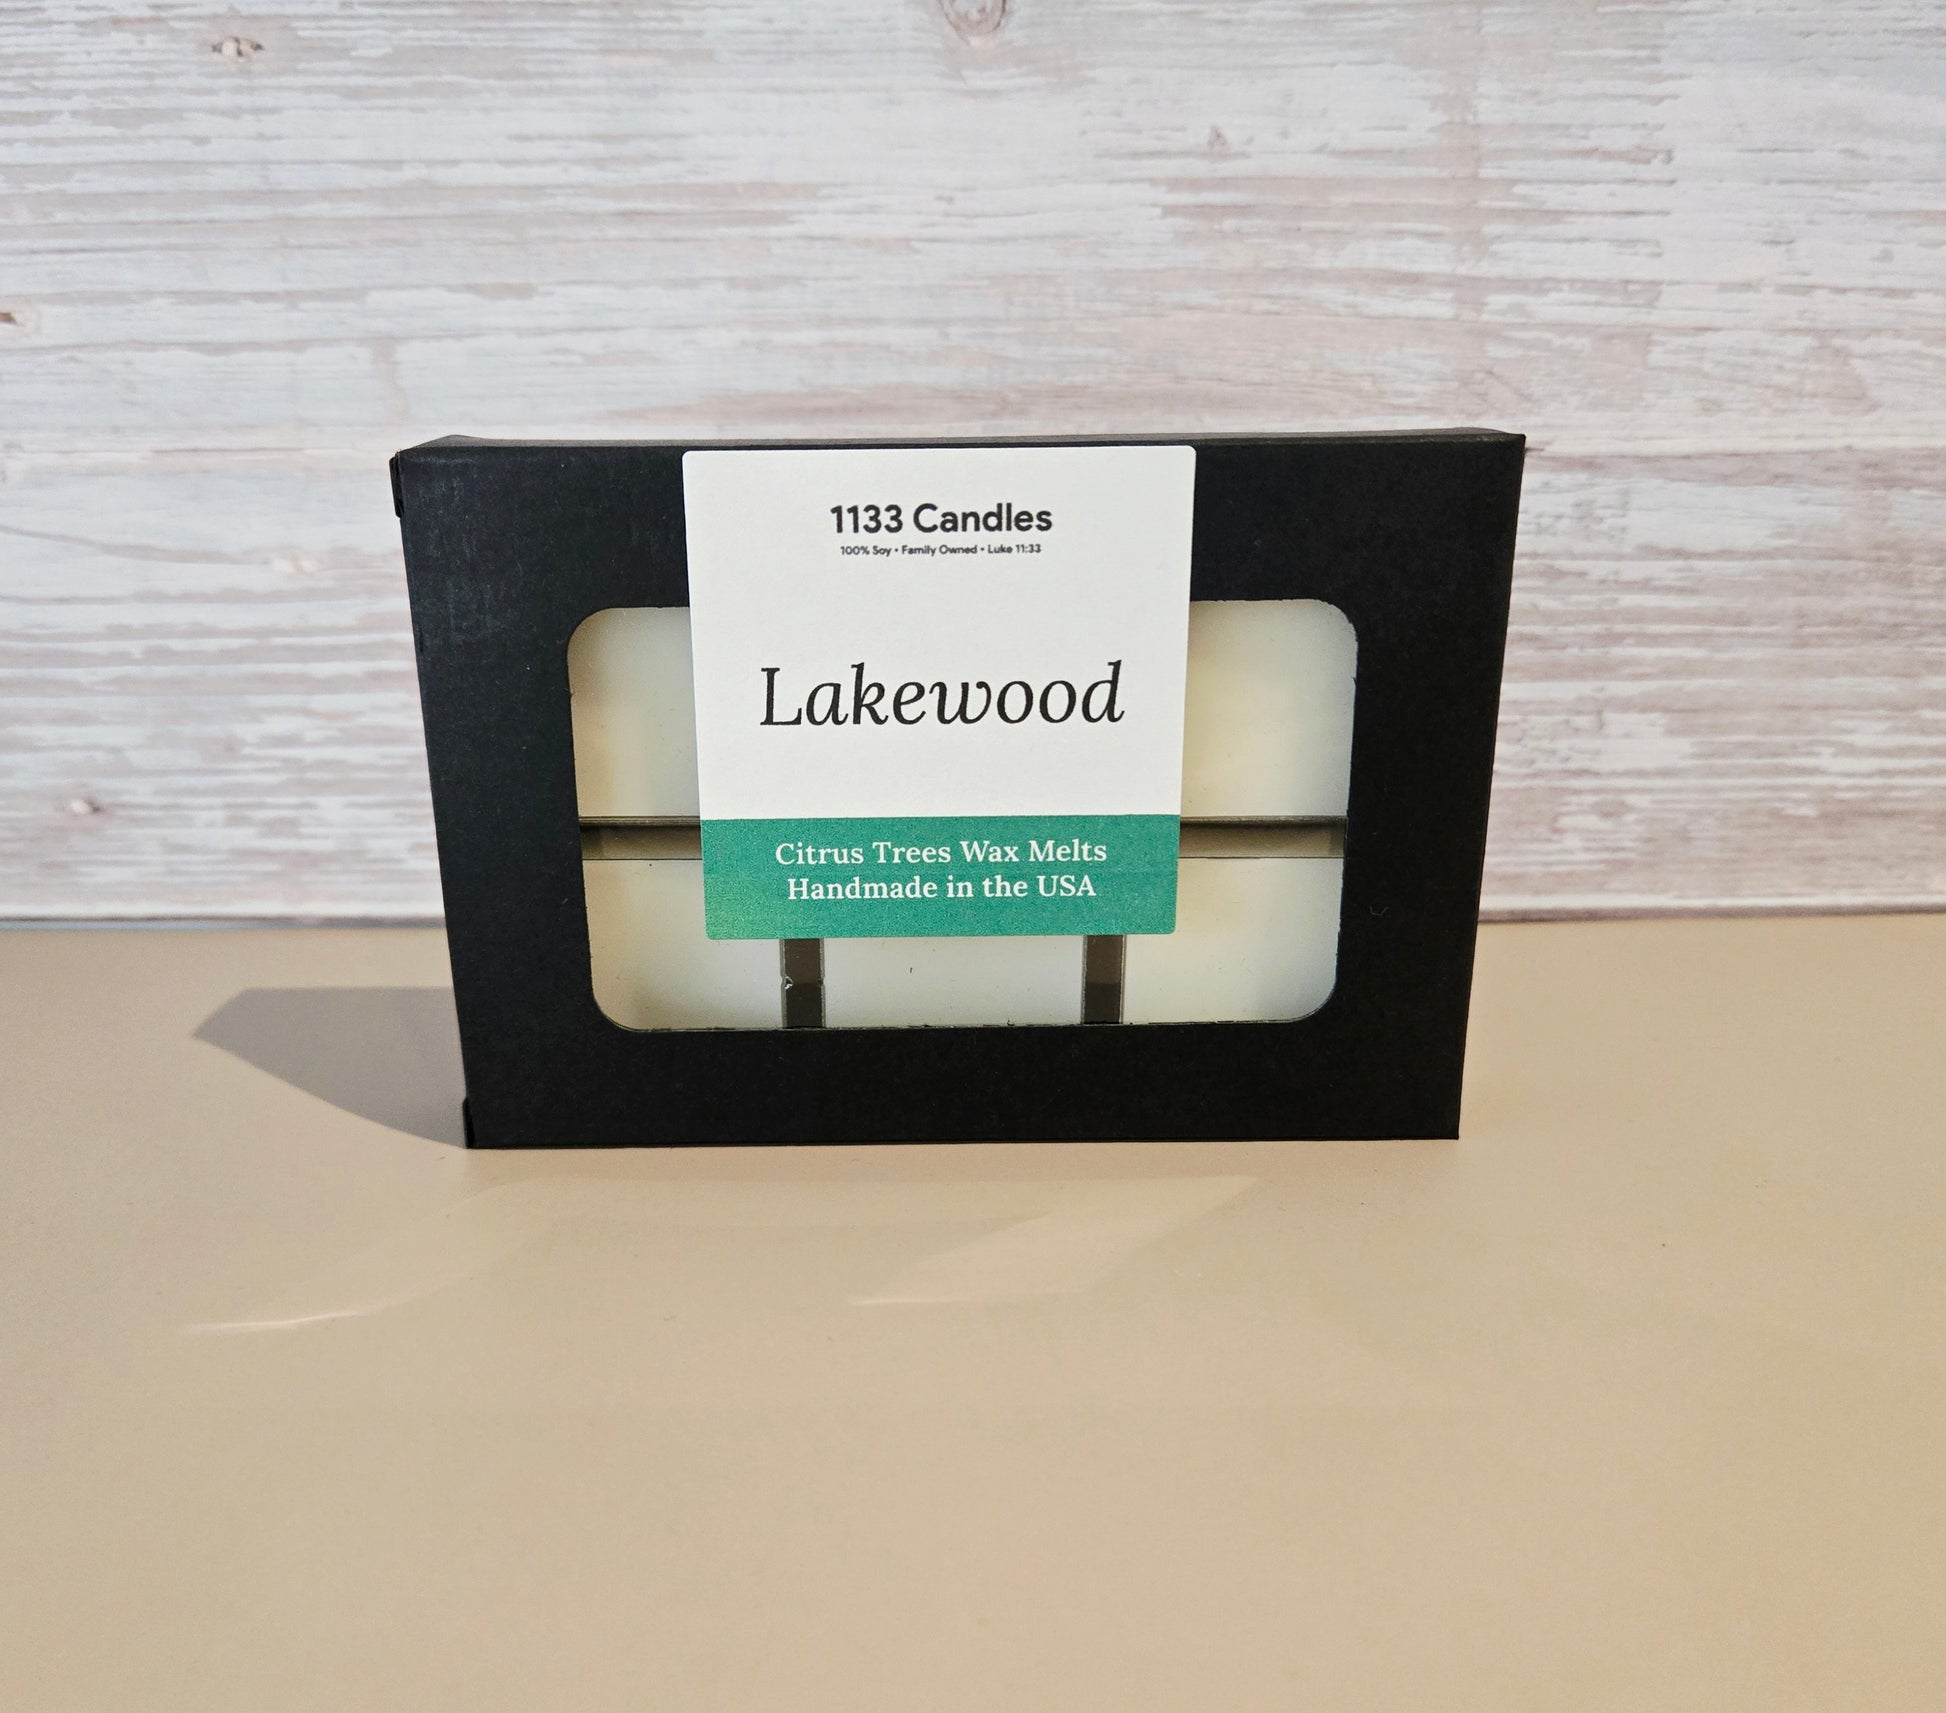 1133 Candles
100% Soy • Family Owned • Luke 11:33
Lakewood
Citrus Trees Wax Melts
Handmade in the USA